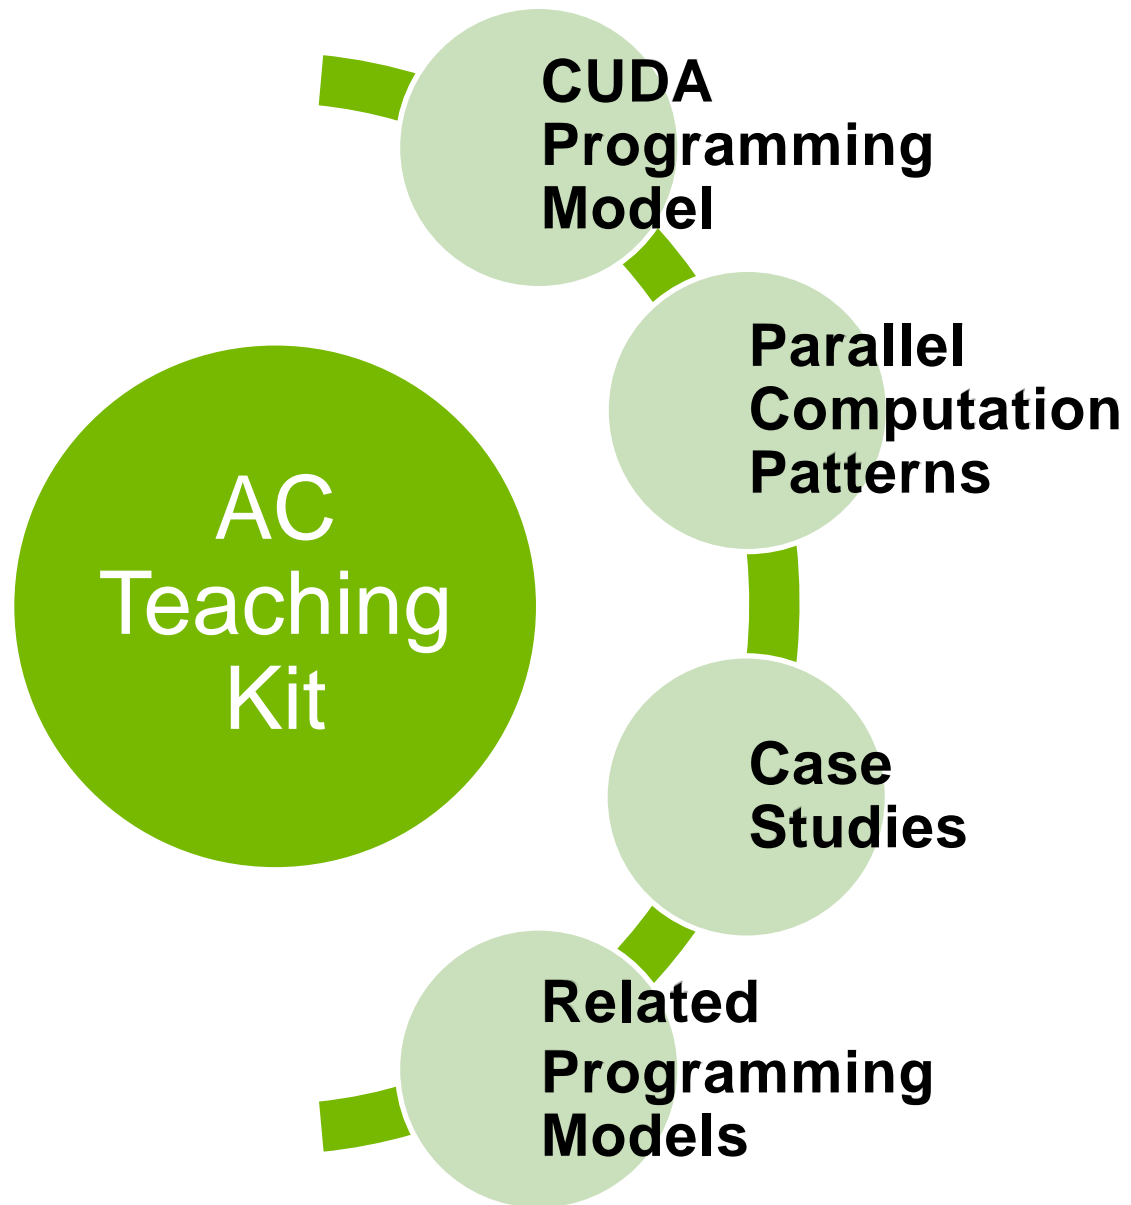 CUDA
Programming
Model
Parallel
Computation
Patterns
AC
Teaching
Kit
Case
Studies
Related
Programming
Models